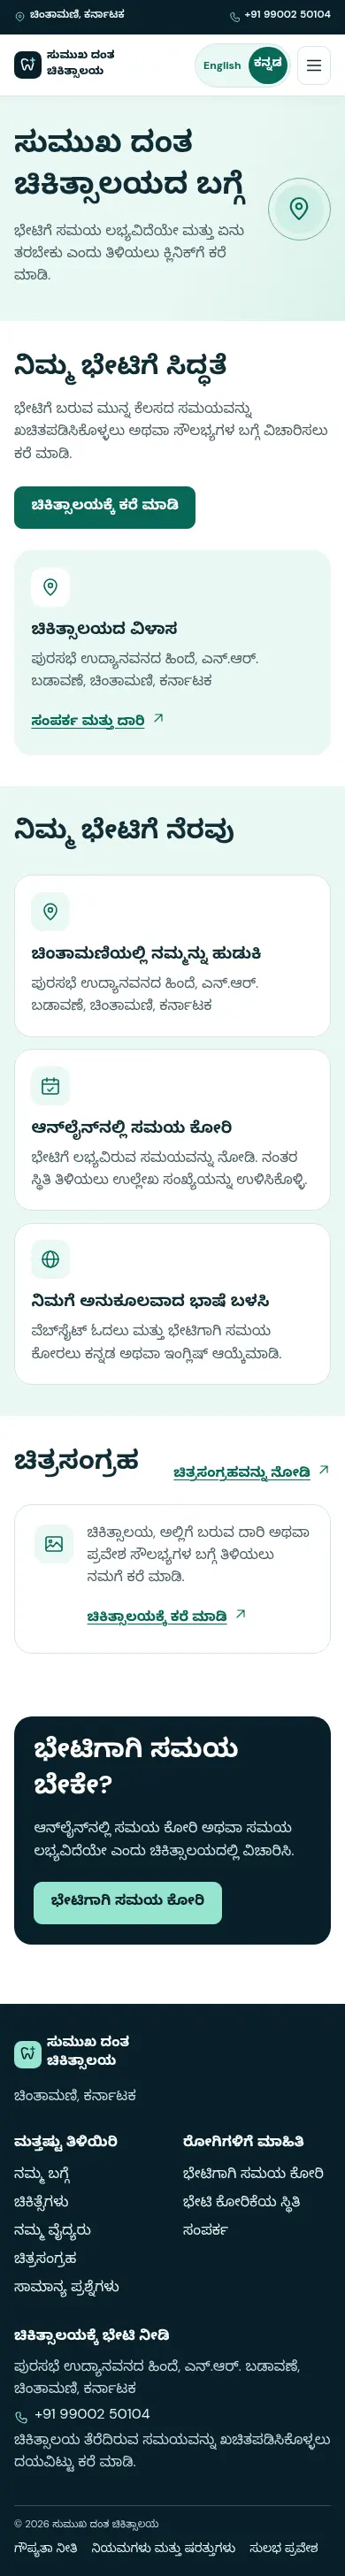 ಚಿಂತಾಮಣಿ, ಕರ್ನಾಟಕ
+91 99002 50104
ಸುಮುಖ ದಂತ
ಚಿಕಿತ್ಸಾಲಯ
English
ಕನ್ನಡ
ಸುಮುಖ ದಂತ
ಚಿಕಿತ್ಸಾಲಯದ ಬಗ್ಗೆ
ಭೇಟಿಗೆ ಸಮಯ ಲಭ್ಯವಿದೆಯೇ ಮತ್ತು ಏನು
ತರಬೇಕು ಎಂದು ತಿಳಿಯಲು ಕ್ಲಿನಿಕ್‌ಗೆ ಕರೆ
ಮಾಡಿ.
ನಿಮ್ಮ ಭೇಟಿಗೆ ಸಿದ್ಧತೆ
ಭೇಟಿಗೆ ಬರುವ ಮುನ್ನ ಕೆಲಸದ ಸಮಯವನ್ನು
ಖಚಿತಪಡಿಸಿಕೊಳ್ಳಲು ಅಥವಾ ಸೌಲಭ್ಯಗಳ ಬಗ್ಗೆ ವಿಚಾರಿಸಲು
ಕರೆ ಮಾಡಿ.
ಚಿಕಿತ್ಸಾಲಯಕ್ಕೆ ಕರೆ ಮಾಡಿ
ಚಿಕಿತ್ಸಾಲಯದ ವಿಳಾಸ
ಪುರಸಭೆ ಉದ್ಯಾನವನದ ಹಿಂದೆ, ಎನ್.ಆರ್.
ಬಡಾವಣೆ, ಚಿಂತಾಮಣಿ, ಕರ್ನಾಟಕ
ಸಂಪರ್ಕ ಮತ್ತು ದಾರಿ
ನಿಮ್ಮ ಭೇಟಿಗೆ ನೆರವು
ಚಿಂತಾಮಣಿಯಲ್ಲಿ ನಮ್ಮನ್ನು ಹುಡುಕಿ
ಪುರಸಭೆ ಉದ್ಯಾನವನದ ಹಿಂದೆ, ಎನ್.ಆರ್.
ಬಡಾವಣೆ, ಚಿಂತಾಮಣಿ, ಕರ್ನಾಟಕ
ಆನ್‌ಲೈನ್‌ನಲ್ಲಿ ಸಮಯ ಕೋರಿ
ಭೇಟಿಗೆ ಲಭ್ಯವಿರುವ ಸಮಯವನ್ನು ನೋಡಿ. ನಂತರ
ಸ್ಥಿತಿ ತಿಳಿಯಲು ಉಲ್ಲೇಖ ಸಂಖ್ಯೆಯನ್ನು ಉಳಿಸಿಕೊಳ್ಳಿ.
ನಿಮಗೆ ಅನುಕೂಲವಾದ ಭಾಷೆ ಬಳಸಿ
ವೆಬ್‌ಸೈಟ್ ಓದಲು ಮತ್ತು ಭೇಟಿಗಾಗಿ ಸಮಯ
ಕೋರಲು ಕನ್ನಡ ಅಥವಾ ಇಂಗ್ಲಿಷ್ ಆಯ್ಕೆಮಾಡಿ.
ಚಿತ್ರಸಂಗ್ರಹ
ಚಿತ್ರಸಂಗ್ರಹವನ್ನು ನೋಡಿ
ಚಿಕಿತ್ಸಾಲಯ, ಅಲ್ಲಿಗೆ ಬರುವ ದಾರಿ ಅಥವಾ
ಪ್ರವೇಶ ಸೌಲಭ್ಯಗಳ ಬಗ್ಗೆ ತಿಳಿಯಲು
ನಮಗೆ ಕರೆ ಮಾಡಿ.
ಚಿಕಿತ್ಸಾಲಯಕ್ಕೆ ಕರೆ ಮಾಡಿ
ಭೇಟಿಗಾಗಿ ಸಮಯ
ಬೇಕೇ?
ಆನ್‌ಲೈನ್‌ನಲ್ಲಿ ಸಮಯ ಕೋರಿ ಅಥವಾ ಸಮಯ
ಲಭ್ಯವಿದೆಯೇ ಎಂದು ಚಿಕಿತ್ಸಾಲಯದಲ್ಲಿ ವಿಚಾರಿಸಿ.
ಭೇಟಿಗಾಗಿ ಸಮಯ ಕೋರಿ
ಸುಮುಖ ದಂತ
ಚಿಕಿತ್ಸಾಲಯ
ಚಿಂತಾಮಣಿ, ಕರ್ನಾಟಕ
ಮತ್ತಷ್ಟು ತಿಳಿಯಿರಿ
ನಮ್ಮ ಬಗ್ಗೆ
ಚಿಕಿತ್ಸೆಗಳು
ನಮ್ಮ ವೈದ್ಯರು
ಚಿತ್ರಸಂಗ್ರಹ
ಸಾಮಾನ್ಯ ಪ್ರಶ್ನೆಗಳು
ರೋಗಿಗಳಿಗೆ ಮಾಹಿತಿ
ಭೇಟಿಗಾಗಿ ಸಮಯ ಕೋರಿ
ಭೇಟಿ ಕೋರಿಕೆಯ ಸ್ಥಿತಿ
ಸಂಪರ್ಕ
ಚಿಕಿತ್ಸಾಲಯಕ್ಕೆ ಭೇಟಿ ನೀಡಿ
ಪುರಸಭೆ ಉದ್ಯಾನವನದ ಹಿಂದೆ, ಎನ್.ಆರ್. ಬಡಾವಣೆ,
ಚಿಂತಾಮಣಿ, ಕರ್ನಾಟಕ
+91 99002 50104
ಚಿಕಿತ್ಸಾಲಯ ತೆರೆದಿರುವ ಸಮಯವನ್ನು ಖಚಿತಪಡಿಸಿಕೊಳ್ಳಲು
ದಯವಿಟ್ಟು ಕರೆ ಮಾಡಿ.
© 2026 ಸುಮುಖ ದಂತ ಚಿಕಿತ್ಸಾಲಯ
ಗೌಪ್ಯತಾ ನೀತಿ ನಿಯಮಗಳು ಮತ್ತು ಷರತ್ತುಗಳು ಸುಲಭ ಪ್ರವೇಶ